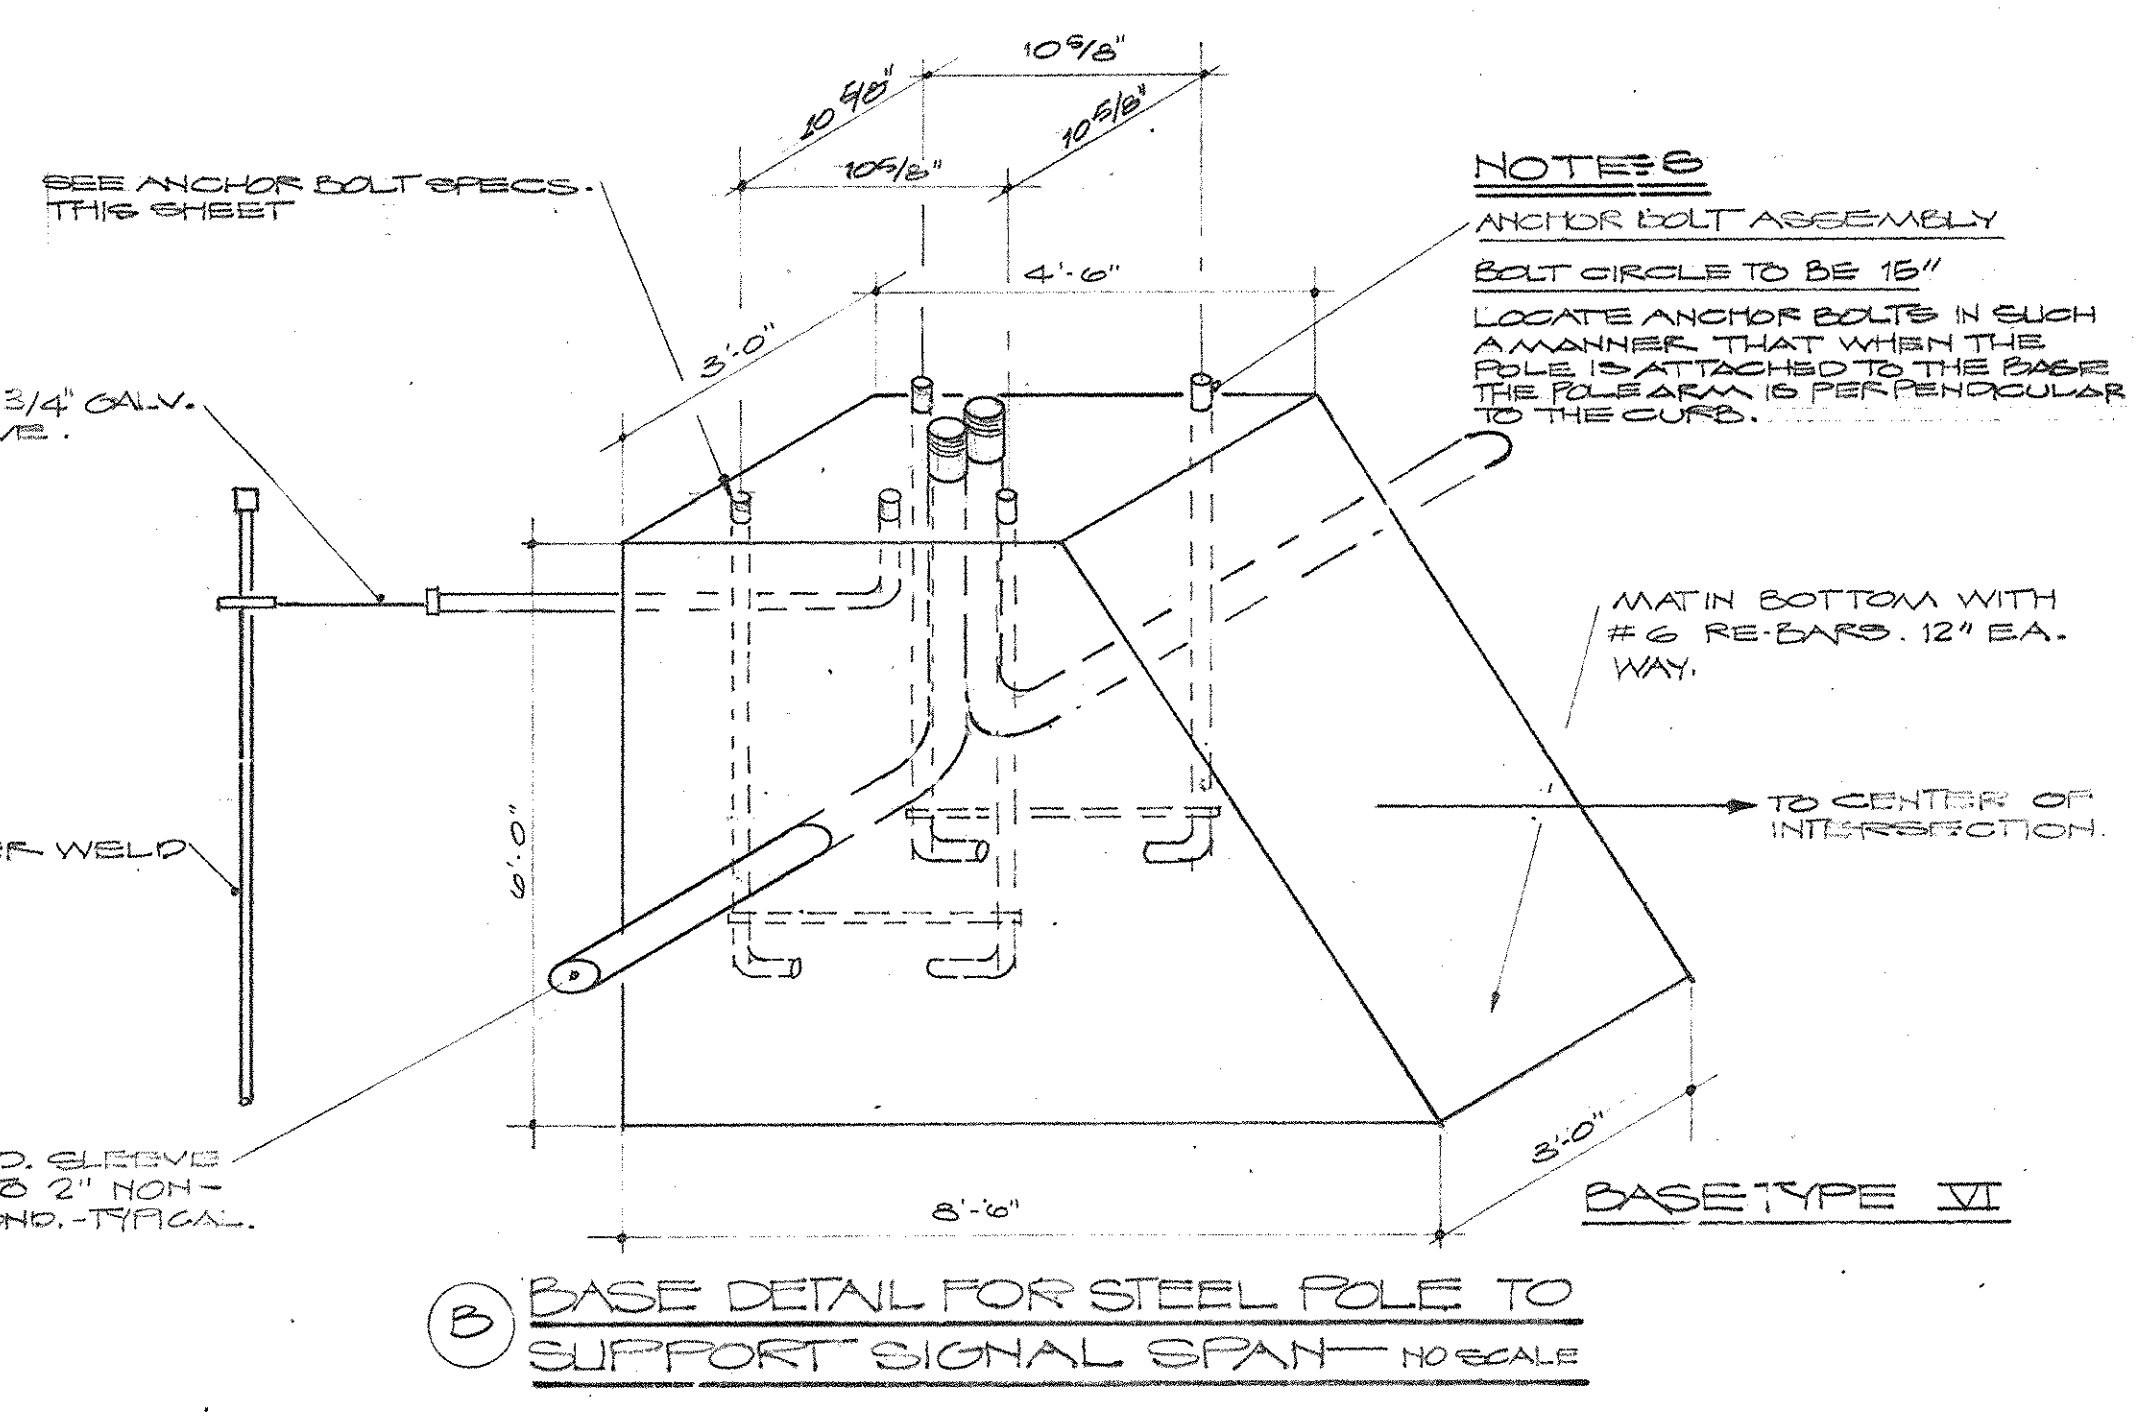 10 5/8"
10 5/8"
10 5/8"
10 5/8"
SEE ANCHOR BOLT SPECS.
THIS SHEET
NOTES
ANCHOR BOLT ASSEMBLY
BOLT CIRCLE TO BE 15"
LOCATE ANCHOR BOLTS IN SUCH
A MANNER THAT WHEN THE
POLE IS ATTACHED TO THE BASE
THE POLE ARM IS PERPENDICULAR
TO THE CURB.
4'-6"
3'-0"
3/4" GALV.
MAT IN BOTTOM WITH
#6 RE-BARS. 12" EA.
WAY.
TO CENTER OF
INTERSECTION.
6'-0"
WELD
SLEEVE
2" NON-
-TYPICAL.
8'-6"
3'-0"
BASE TYPE VI
B
BASE DETAIL FOR STEEL POLE TO
SUPPORT SIGNAL SPAN — NO SCALE